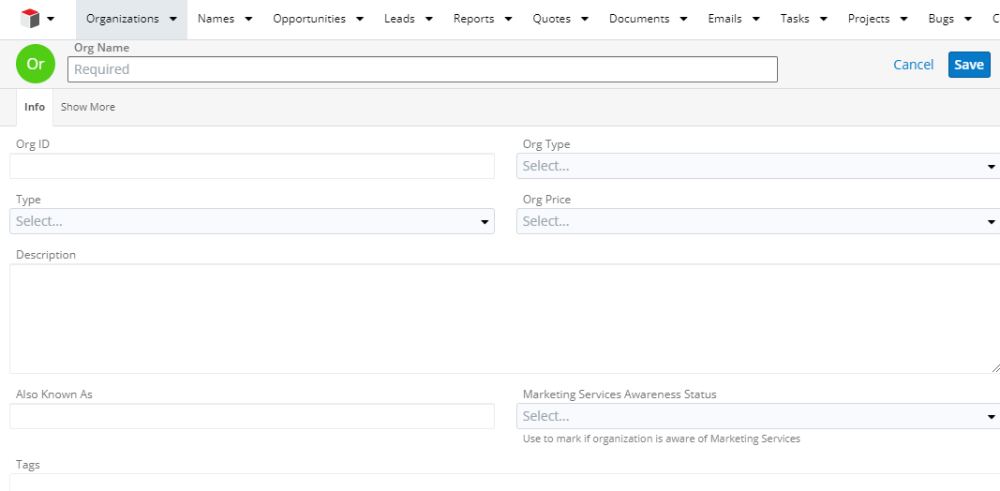 Organizations Names Opportunities Leads Reports Quotes Documents Emails Tasks Projects Bugs C
Org Name
Or Required Cancel Save
Info Show More
Org ID Org Type
Select...
Type Org Price
Select... Select...
Description
Also Known As Marketing Services Awareness Status
Select...
Use to mark if organization is aware of Marketing Services
Tags